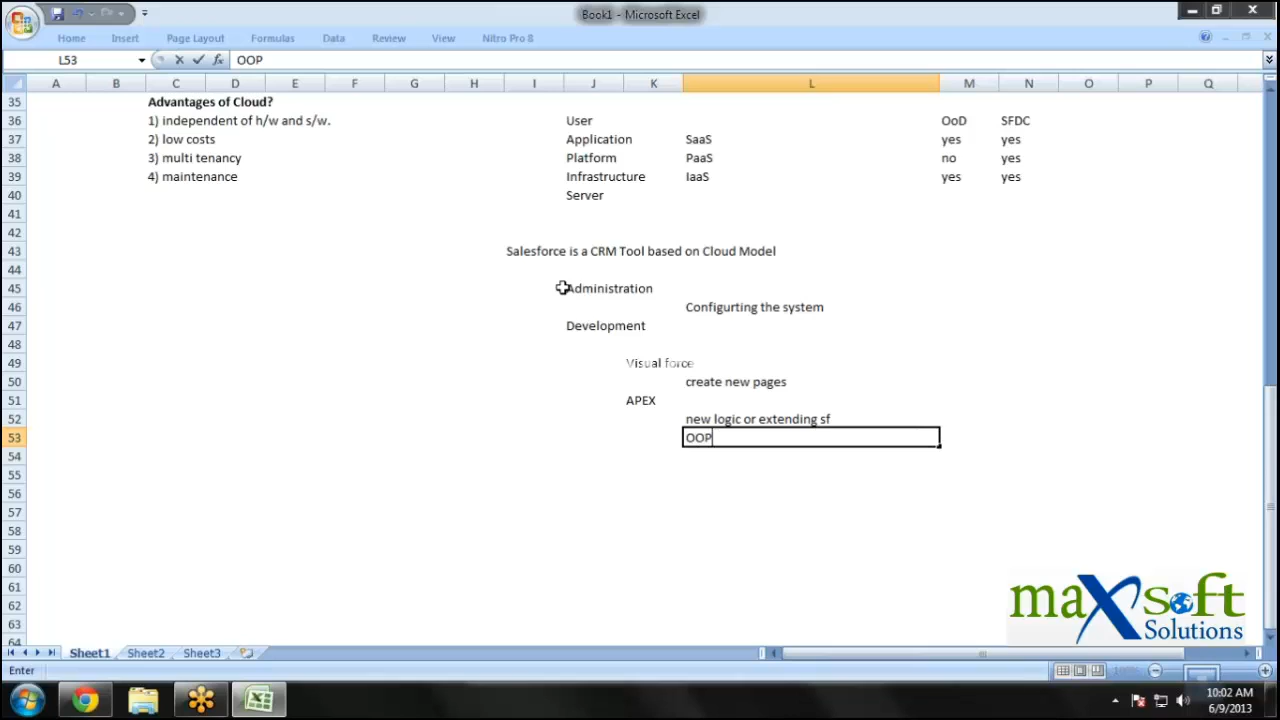 Book1 - Microsoft Excel
Home Insert Page Layout Formulas Data Review View Nitro Pro 8
L53 fx OOP
A B C D E F G H I J K L M N O P Q
35 Advantages of Cloud?
36 1) independent of h/w and s/w. User OoD SFDC
37 2) low costs Application SaaS yes yes
38 3) multi tenancy Platform PaaS no yes
39 4) maintenance Infrastructure IaaS yes yes
40 Server
41
42
43 Salesforce is a CRM Tool based on Cloud Model
44
45 Administration
46 Configurting the system
47 Development
48
49 Visual force
50 create new pages
51 APEX
52 new logic or extending sf
53 OOP
54
55
56
57
58
59
60
61
62
63
64
maXsoft
Solutions
Sheet1 Sheet2 Sheet3
Enter
10:02 AM
6/9/2013